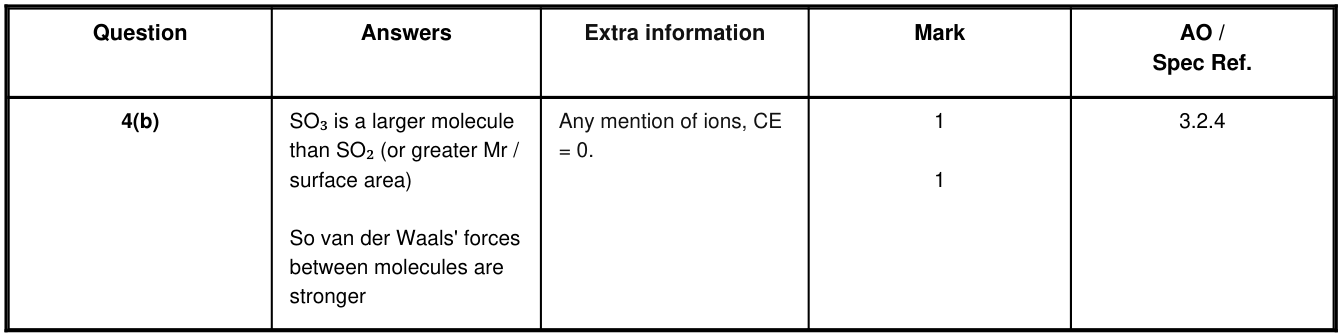 Question
Answers
Extra information
Mark
AO /
Spec Ref.
4(b)
SO₃ is a larger molecule
than SO₂ (or greater Mr /
surface area)
So van der Waals' forces
between molecules are
stronger
Any mention of ions, CE
= 0.
1
1
3.2.4